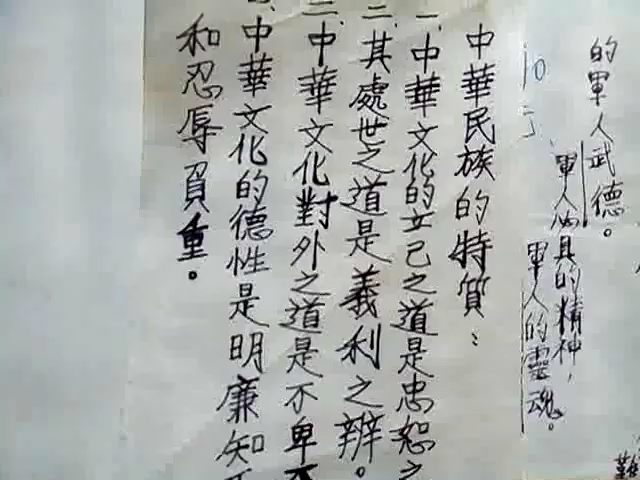 的軍人武德。
軍人必具的精神,
軍人的靈魂。
中華民族的特質:
一、中華文化的立己之道是忠恕之
二、其處世之道是義利之辨。
三、中華文化對外之道是不卑不
、中華文化的德性是明廉知
和忍辱負重。